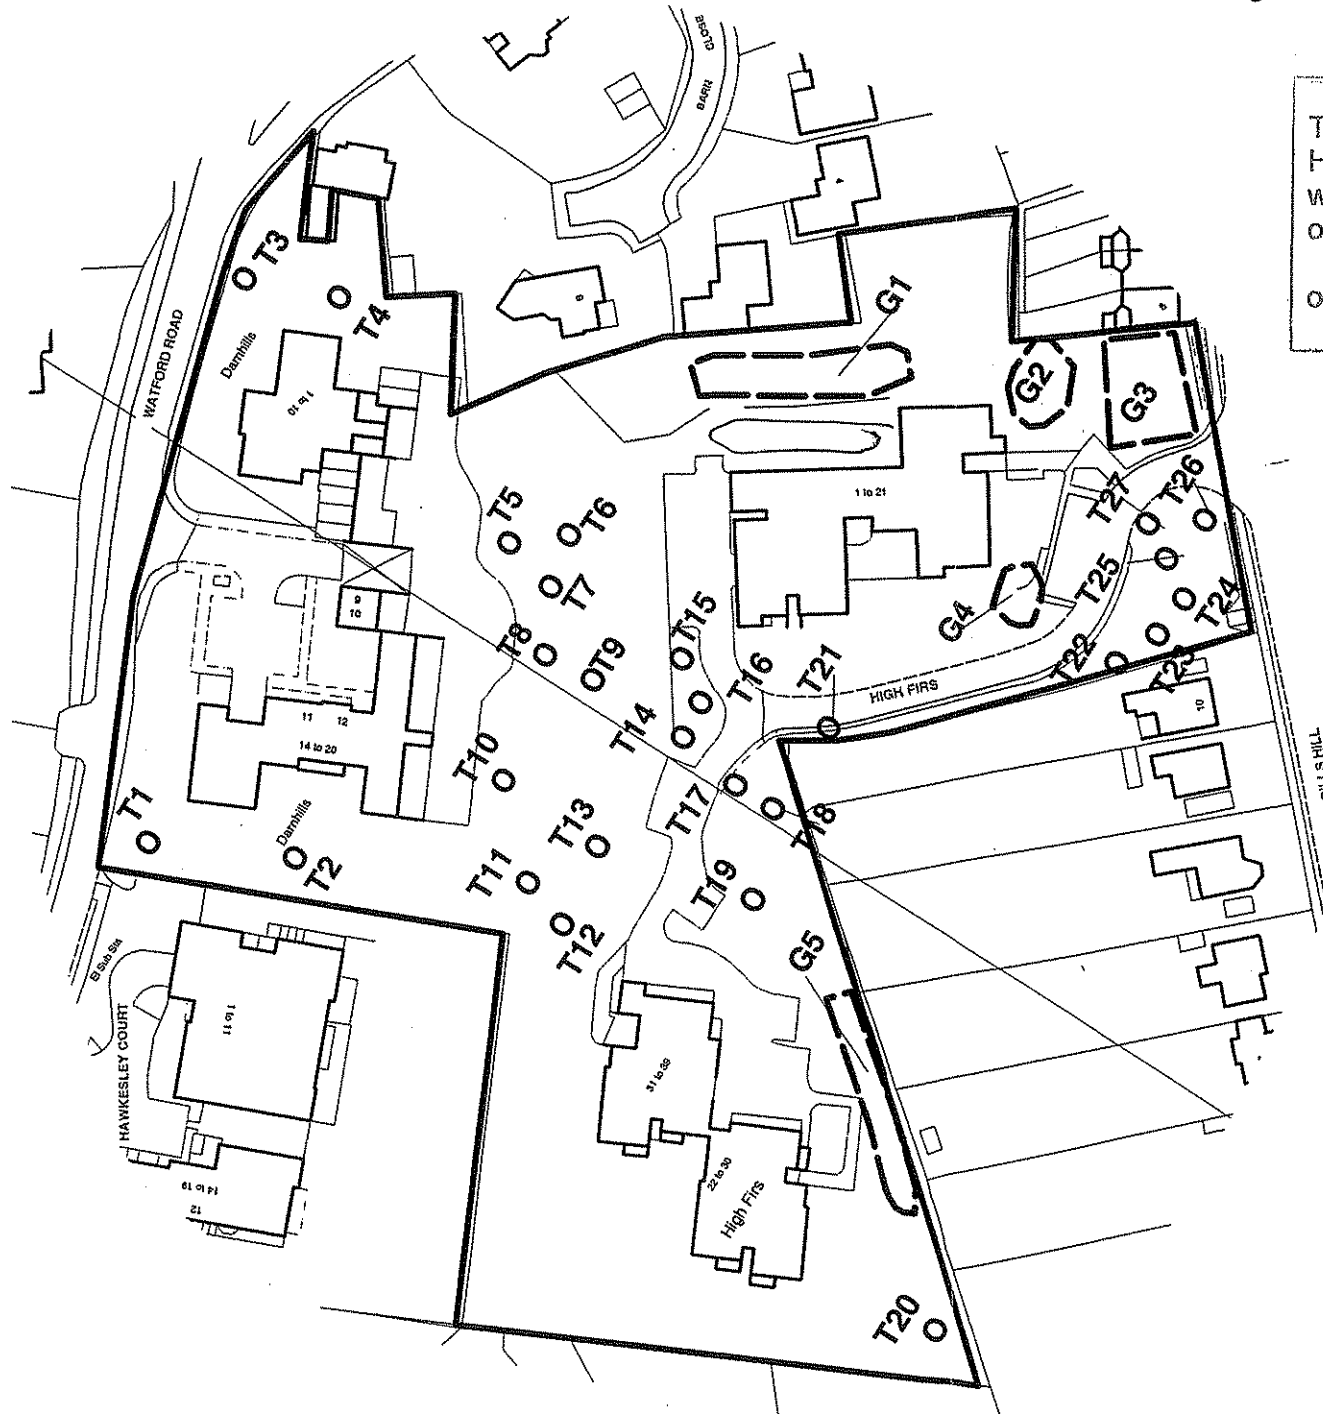 BARN
CLOSE
WATFORD ROAD
T3
T4
Darnhills
1 to 10
G1
G2
G3
T5
T6
T7
T8
T9
T15
1 to 21
T27
T26
T25
T24
G4
T22
T23
T21
T16
T14
HIGH FIRS
9
10
11
12
14 to 20
Darnhills
T1
T2
T10
T13
T11
T12
T17
T18
T19
G5
10
El Sub Sta
HAWKESLEY COURT
1 to 11
14 to 19
12
31 to 39
22 to 30
High Firs
T20